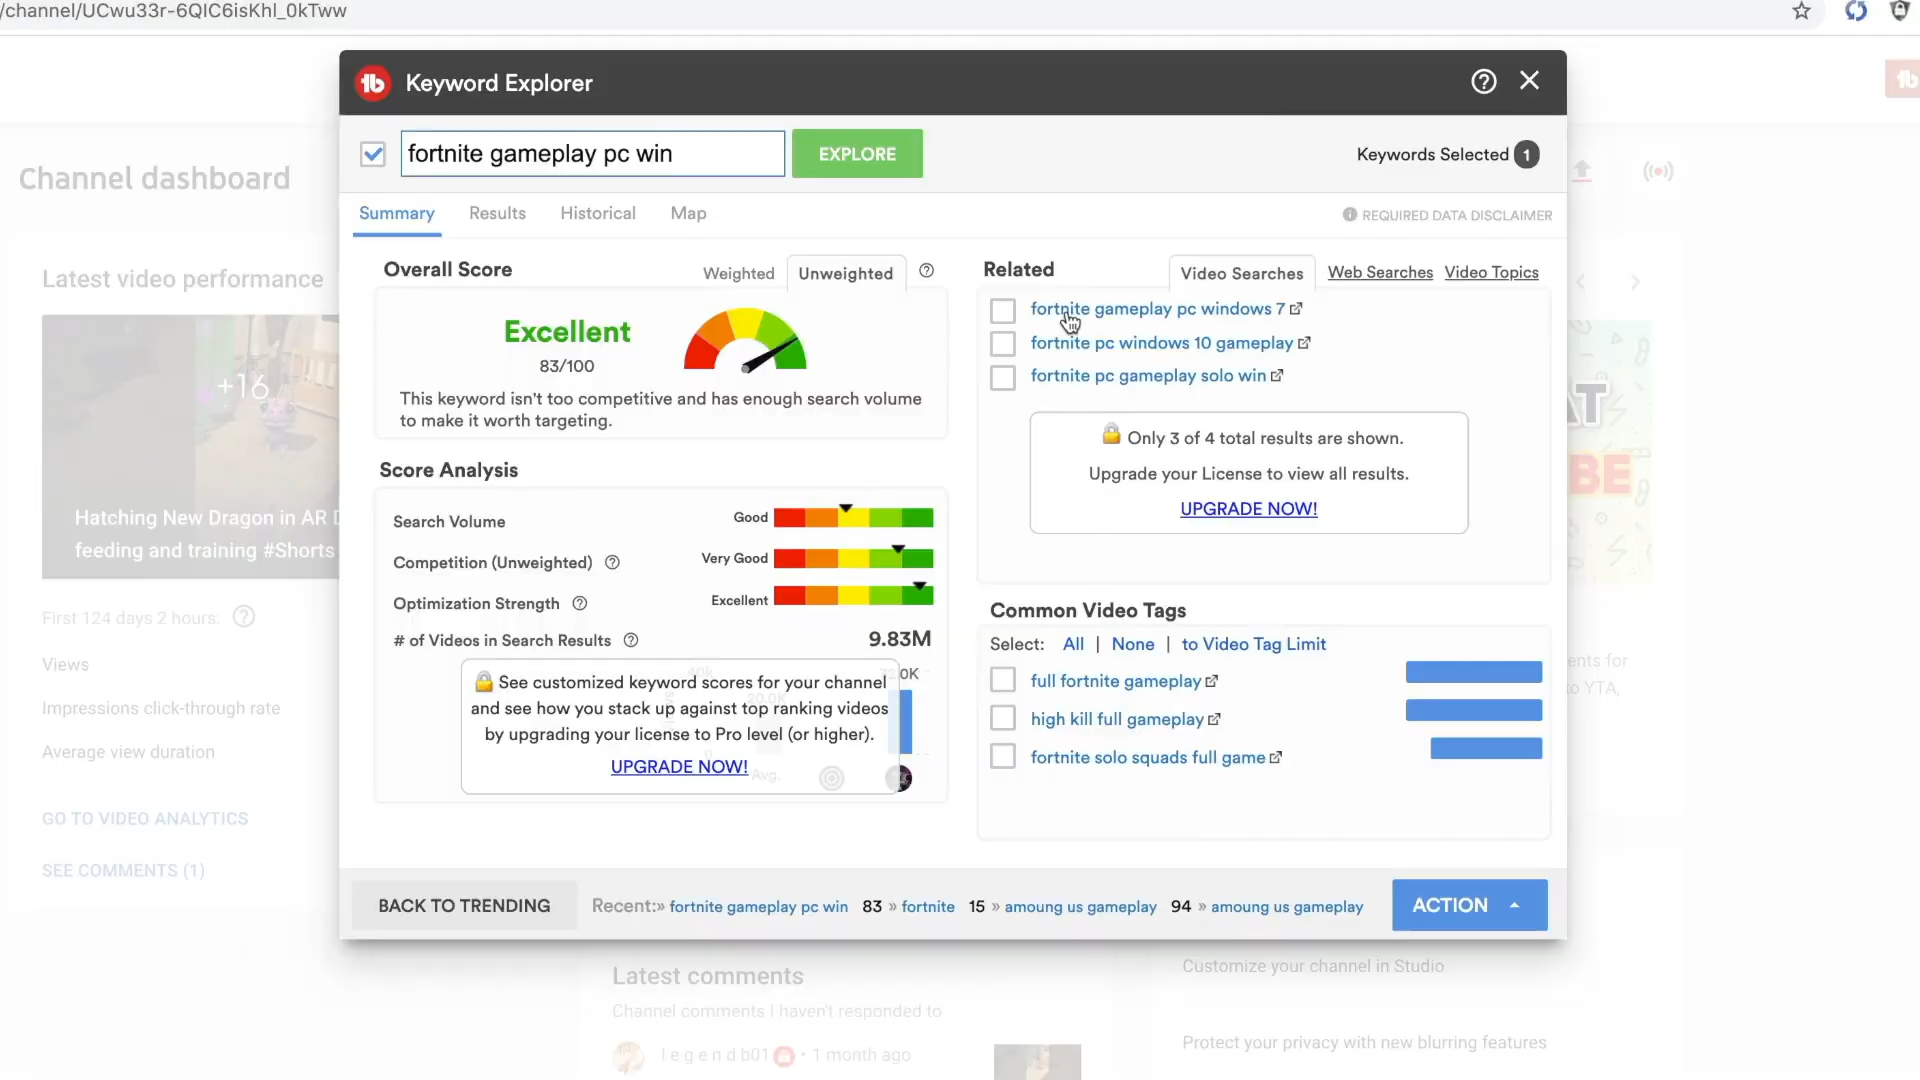 /channel/UCwu33r-6QIC6isKhl_0kTww
Keyword Explorer
fortnite gameplay pc win
EXPLORE
Keywords Selected 1
Channel dashboard
Summary
Results
Historical
Map
REQUIRED DATA DISCLAIMER
Latest video performance
+16
Hatching New Dragon in AR D
feeding and training #Shorts
First 124 days 2 hours:
Views
Impressions click-through rate
Average view duration
GO TO VIDEO ANALYTICS
SEE COMMENTS (1)
Overall Score
Weighted
Unweighted
Excellent
83/100
This keyword isn't too competitive and has enough search volume
to make it worth targeting.
Score Analysis
Search Volume
Good
Competition (Unweighted)
Very Good
Optimization Strength
Excellent
# of Videos in Search Results
9.83M
See customized keyword scores for your channel
and see how you stack up against top ranking videos
by upgrading your license to Pro level (or higher).
UPGRADE NOW!
Avg.
Related
Video Searches
Web Searches
Video Topics
fortnite gameplay pc windows 7
fortnite pc windows 10 gameplay
fortnite pc gameplay solo win
Only 3 of 4 total results are shown.
Upgrade your License to view all results.
UPGRADE NOW!
Common Video Tags
Select: All | None | to Video Tag Limit
full fortnite gameplay
high kill full gameplay
fortnite solo squads full game
BACK TO TRENDING
Recent:» fortnite gameplay pc win 83 » fortnite 15 » amoung us gameplay 94 » amoung us gameplay
ACTION
Latest comments
Channel comments I haven't responded to
l e g e n d b01 • 1 month ago
Customize your channel in Studio
Protect your privacy with new blurring features